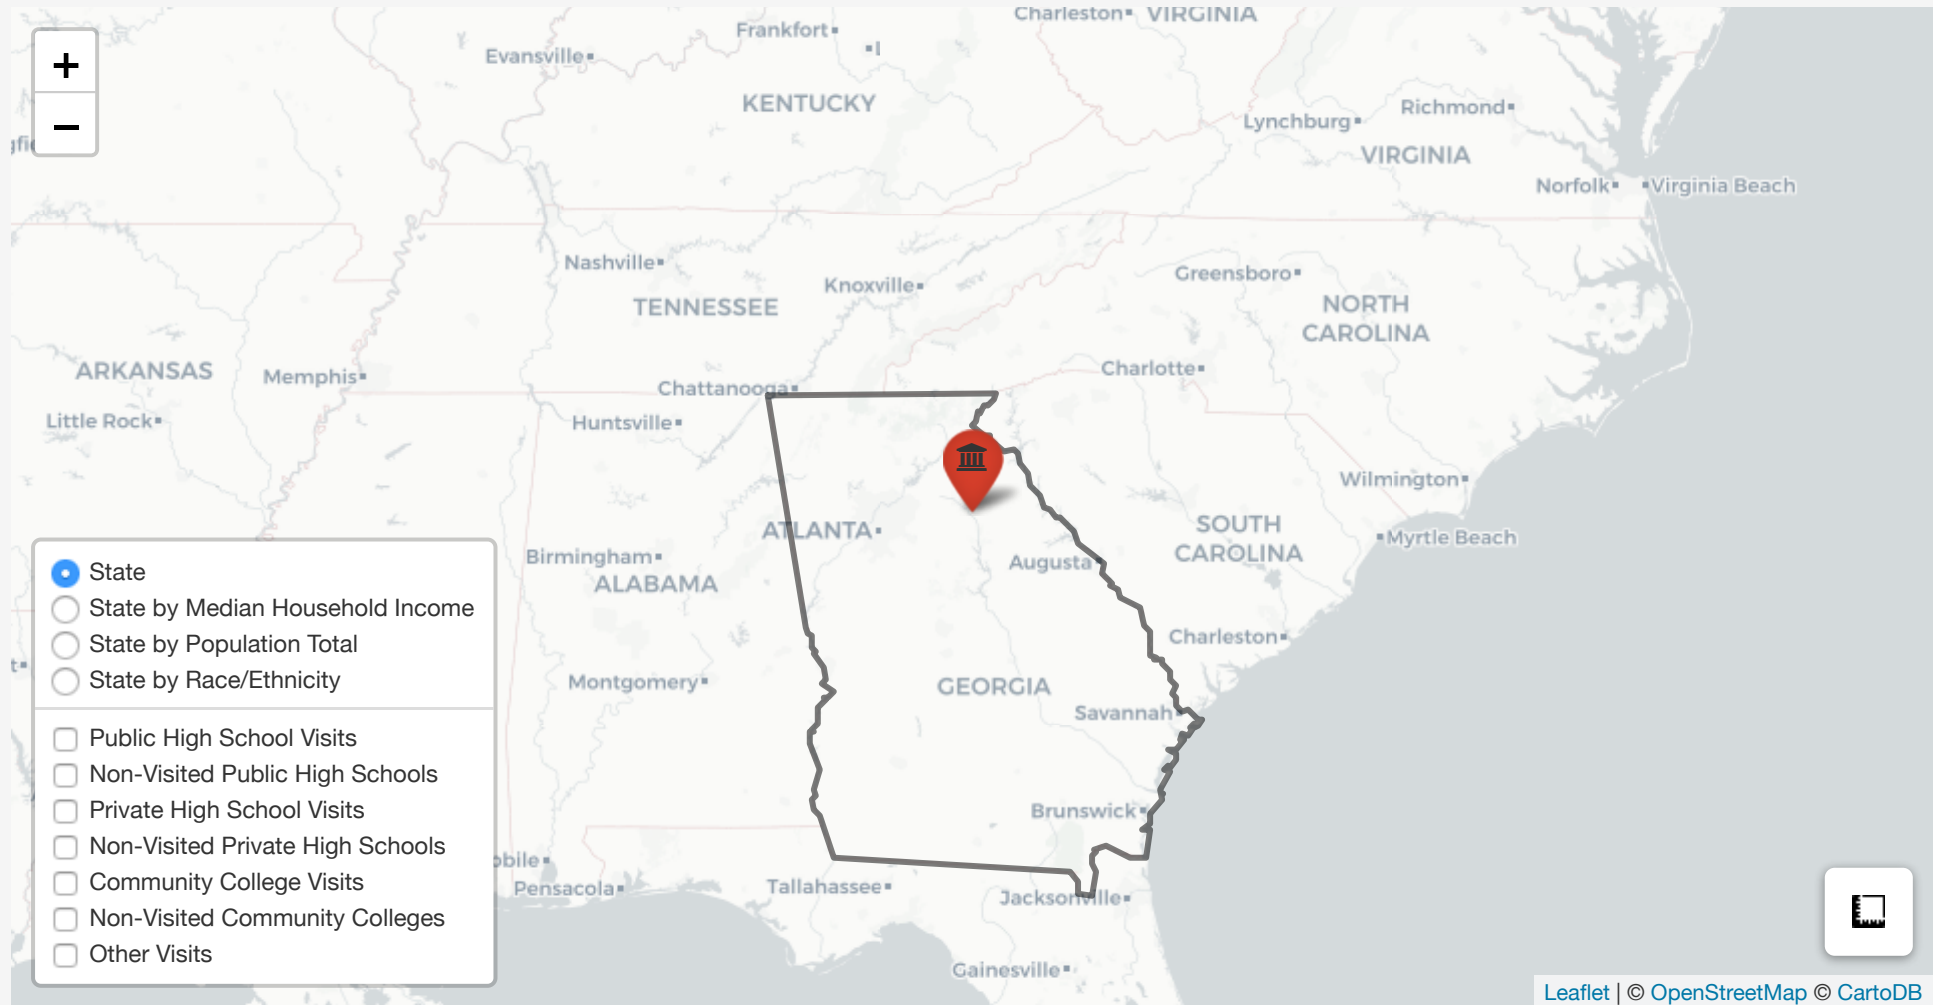 Charleston
VIRGINIA
Frankfort
Evansville
KENTUCKY
Richmond
Lynchburg
VIRGINIA
Norfolk
Virginia Beach
Nashville
Knoxville
Greensboro
TENNESSEE
NORTH
CAROLINA
ARKANSAS
Memphis
Chattanooga
Charlotte
Little Rock
Huntsville
Wilmington
ATLANTA
SOUTH
CAROLINA
Myrtle Beach
Birmingham
ALABAMA
Augusta
Charleston
Montgomery
GEORGIA
Savannah
Brunswick
obile
Pensacola
Tallahassee
Jacksonville
Gainesville
+
−
State
State by Median Household Income
State by Population Total
State by Race/Ethnicity
Public High School Visits
Non-Visited Public High Schools
Private High School Visits
Non-Visited Private High Schools
Community College Visits
Non-Visited Community Colleges
Other Visits
Leaflet | © OpenStreetMap © CartoDB